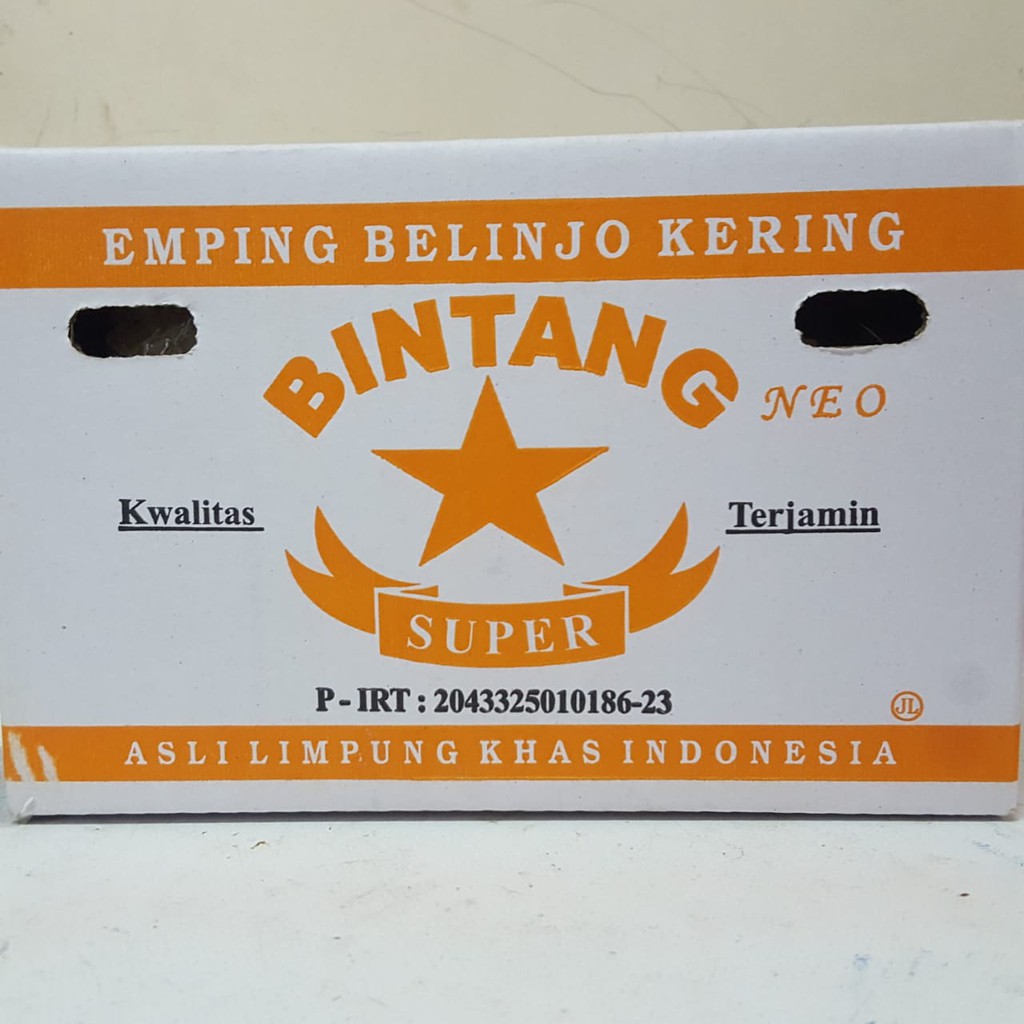 EMPING BELINJO KERING
BINTANG NEO
Kwalitas Terjamin
SUPER
P - IRT : 2043325010186-23
JL
ASLI LIMPUNG KHAS INDONESIA